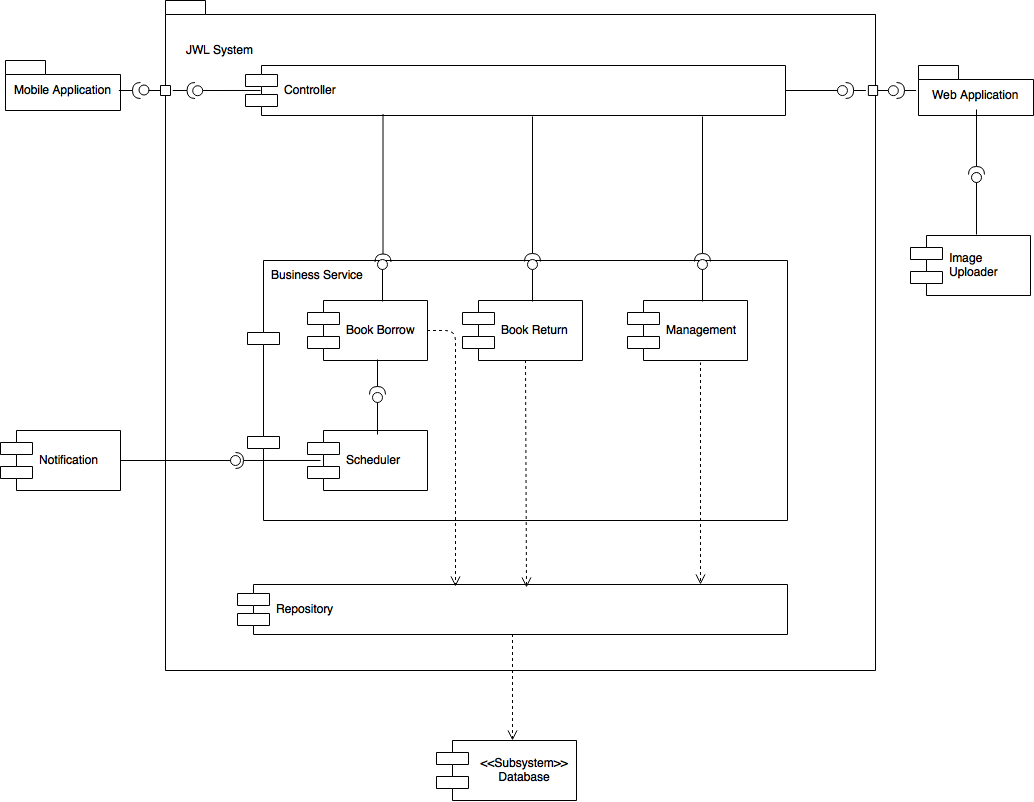 JWL System
Mobile Application
Controller
Web Application
Image
Uploader
Business Service
Book Borrow
Book Return
Management
Notification
Scheduler
Repository
<<Subsystem>>
Database